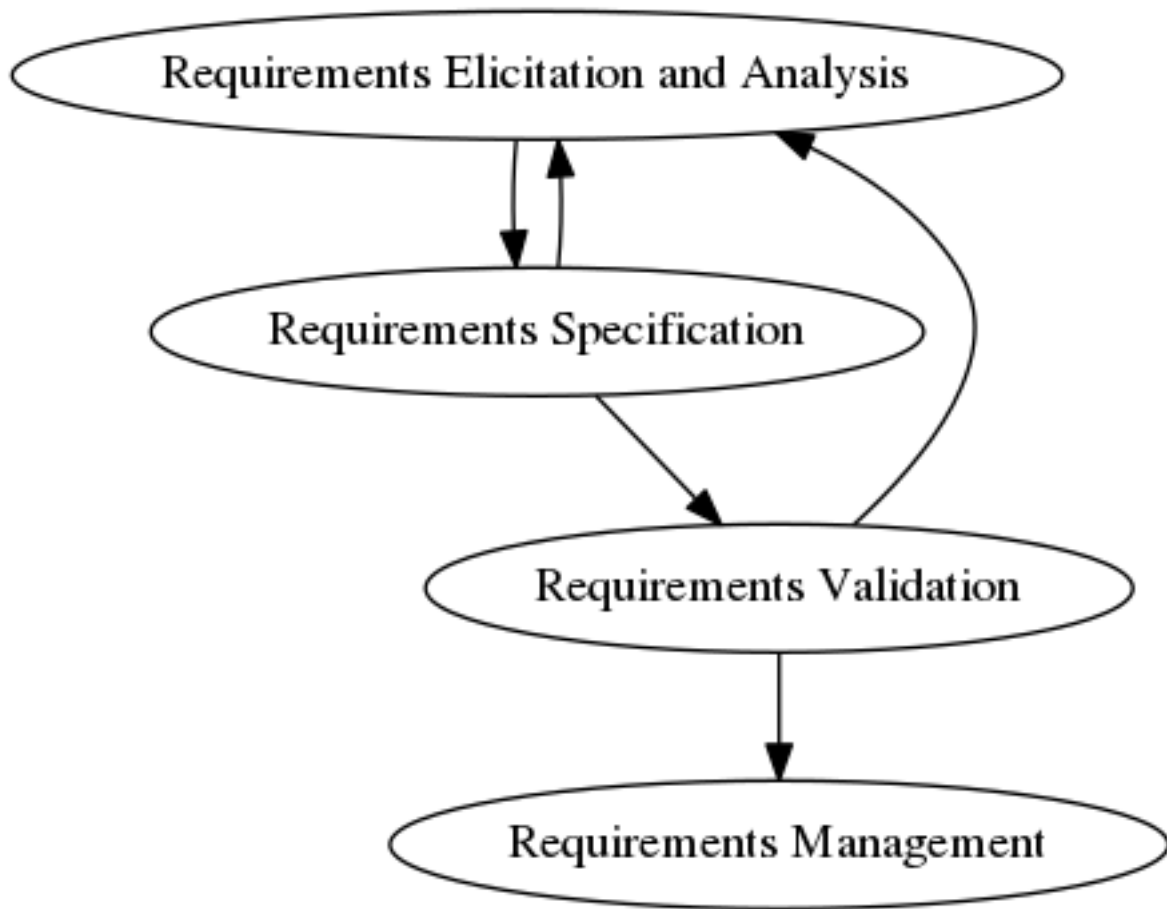 Requirements Elicitation and Analysis
Requirements Specification
Requirements Validation
Requirements Management